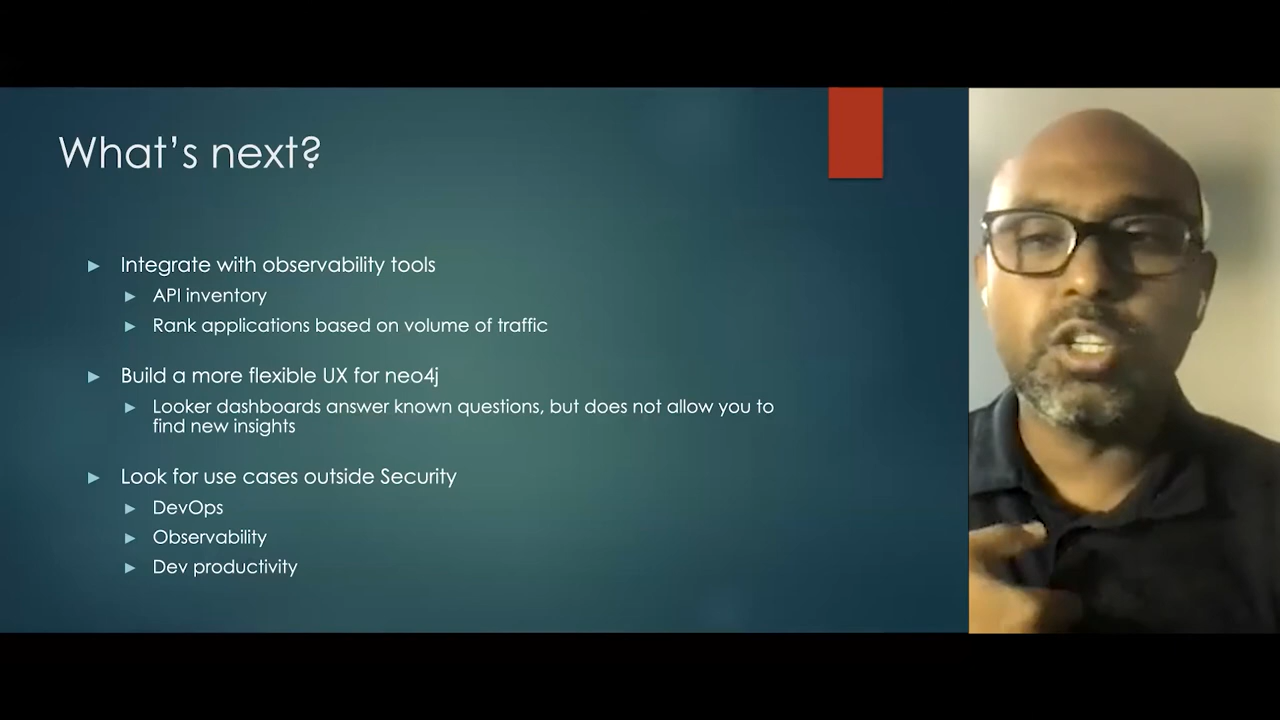 What's next?
Integrate with observability tools
API inventory
Rank applications based on volume of traffic
Build a more flexible UX for neo4j
Looker dashboards answer known questions, but does not allow you to
find new insights
Look for use cases outside Security
DevOps
Observability
Dev productivity